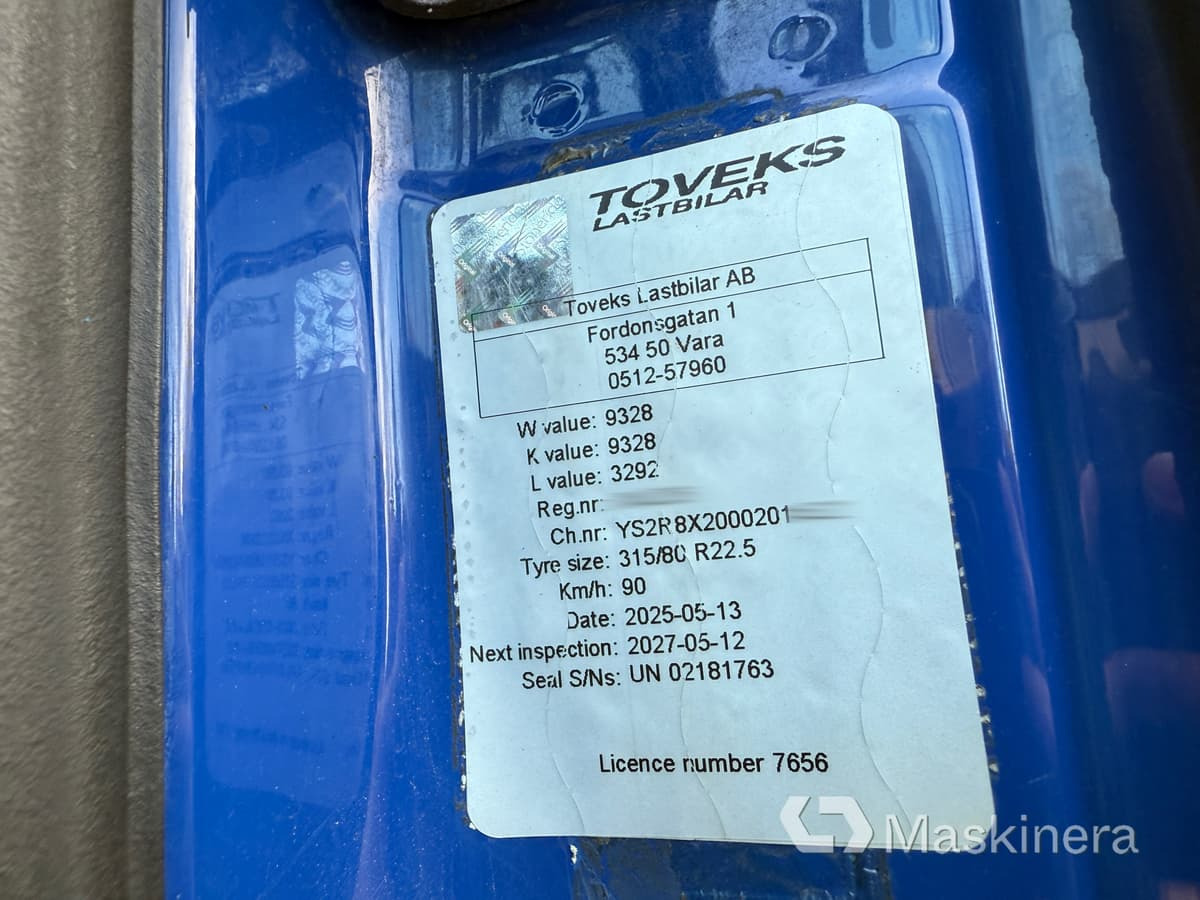 TOVEKS
LASTBILAR
Toveks Lastbilar AB
Fordonsgatan 1
534 50 Vara
0512-57960
W value: 9328
K value: 9328
L value: 3292
Reg.nr:
Ch.nr: YS2R8X2000201
Tyre size: 315/80 R22.5
Km/h: 90
Date: 2025-05-13
Next inspection: 2027-05-12
Seal S/Ns: UN 02181763
Licence number 7656
Maskinera